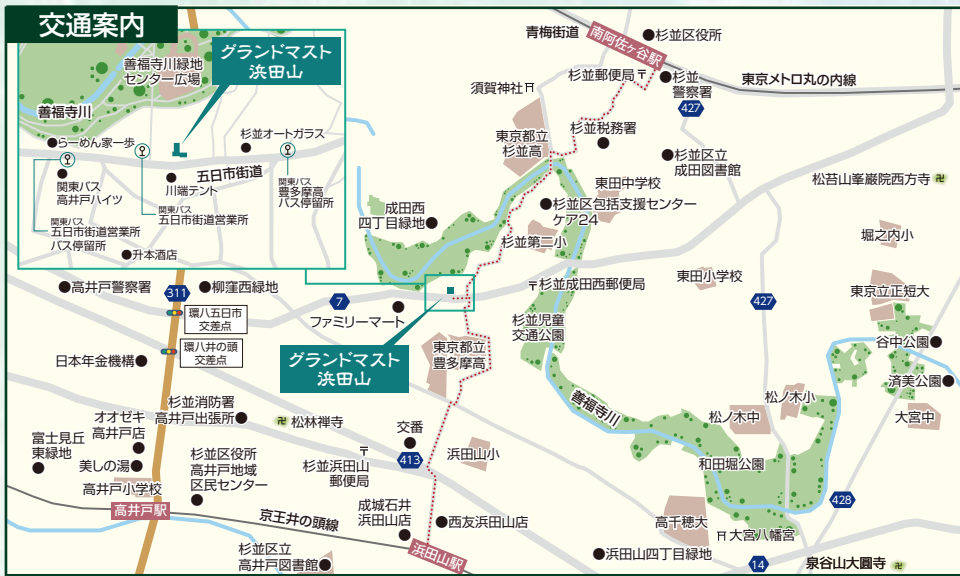 交通案内
グランドマスト
浜田山
善福寺川緑地
センター広場
善福寺川
らーめん家一歩
杉並オートガラス
五日市街道
関東バス
高井戸ハイツ
川端テント
関東バス
豊多摩高
バス停留所
関東バス
五日市街道営業所
関東バス
五日市街道営業所
バス停留所
升本酒店
青梅街道
南阿佐ヶ谷駅
杉並区役所
東京メトロ丸の内線
杉並郵便局
杉並
警察署
427
須賀神社
東京都立
杉並高
杉並税務署
杉並区立
成田図書館
東田中学校
松苔山峯巌院西方寺
杉並区包括支援センター
ケア24
成田西
四丁目緑地
杉並第二小
堀之内小
東田小学校
高井戸警察署
311
柳窪西緑地
7
ファミリーマート
杉並成田西郵便局
427
東京立正短大
環八五日市
交差点
杉並児童
交通公園
谷中公園
環八井の頭
交差点
グランドマスト
浜田山
東京都立
豊多摩高
日本年金機構
済美公園
松ノ木小
杉並消防署
高井戸出張所
松林禅寺
善福寺川
松ノ木中
大宮中
オオゼキ
高井戸店
交番
富士見丘
東緑地
美しの湯
杉並区役所
高井戸地域
区民センター
杉並浜田山
郵便局
413
浜田山小
和田堀公園
高井戸小学校
428
高井戸駅
京王井の頭線
成城石井
浜田山店
西友浜田山店
高千穂大
大宮八幡宮
浜田山駅
杉並区立
高井戸図書館
浜田山四丁目緑地
14
泉谷山大圓寺